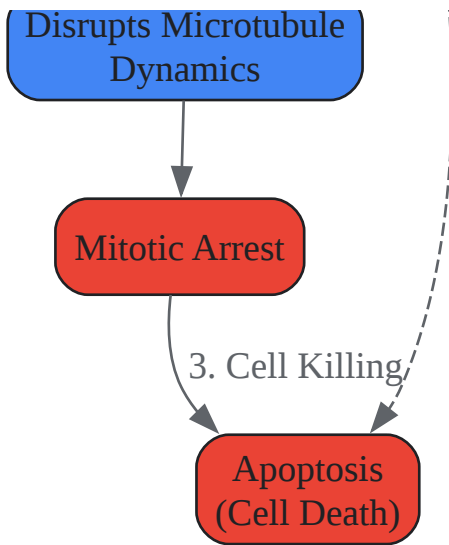 Disrupts Microtubule
Dynamics
Mitotic Arrest
3. Cell Killing
Apoptosis
(Cell Death)